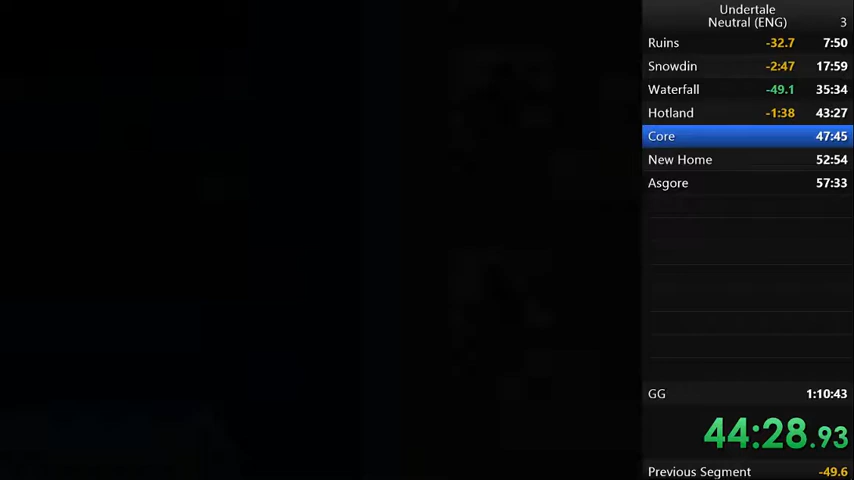 Undertale
Neutral (ENG) 3
Ruins -32.7 7:50
Snowdin -2:47 17:59
Waterfall -49.1 35:34
Hotland -1:38 43:27
Core 47:45
New Home 52:54
Asgore 57:33
GG 1:10:43
44:28.93
Previous Segment -49.6